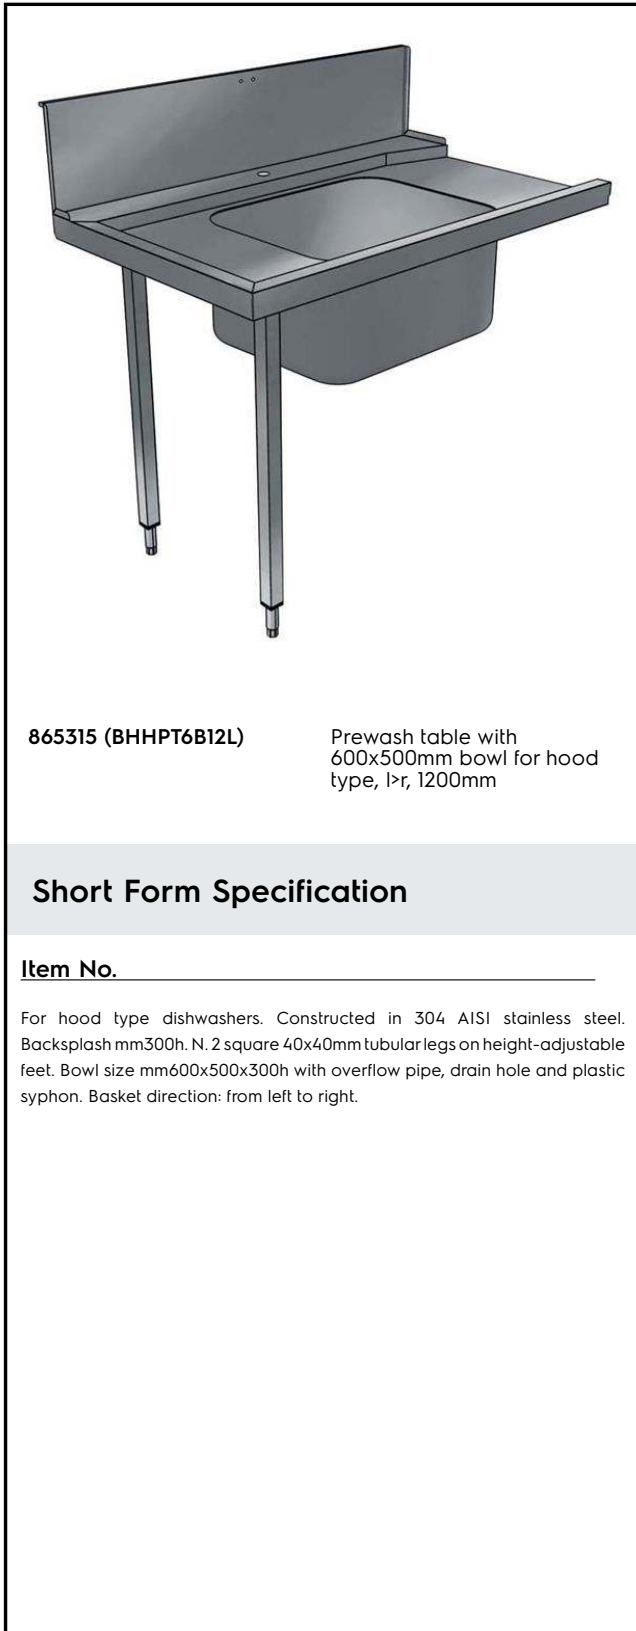 865315 (BHHPT6B12L)
Prewash table with
600x500mm bowl for hood
type, l>r, 1200mm
Short Form Specification
Item No.
For hood type dishwashers. Constructed in 304 AISI stainless steel.
Backsplash mm300h. N. 2 square 40x40mm tubular legs on height-adjustable
feet. Bowl size mm600x500x300h with overflow pipe, drain hole and plastic
syphon. Basket direction: from left to right.